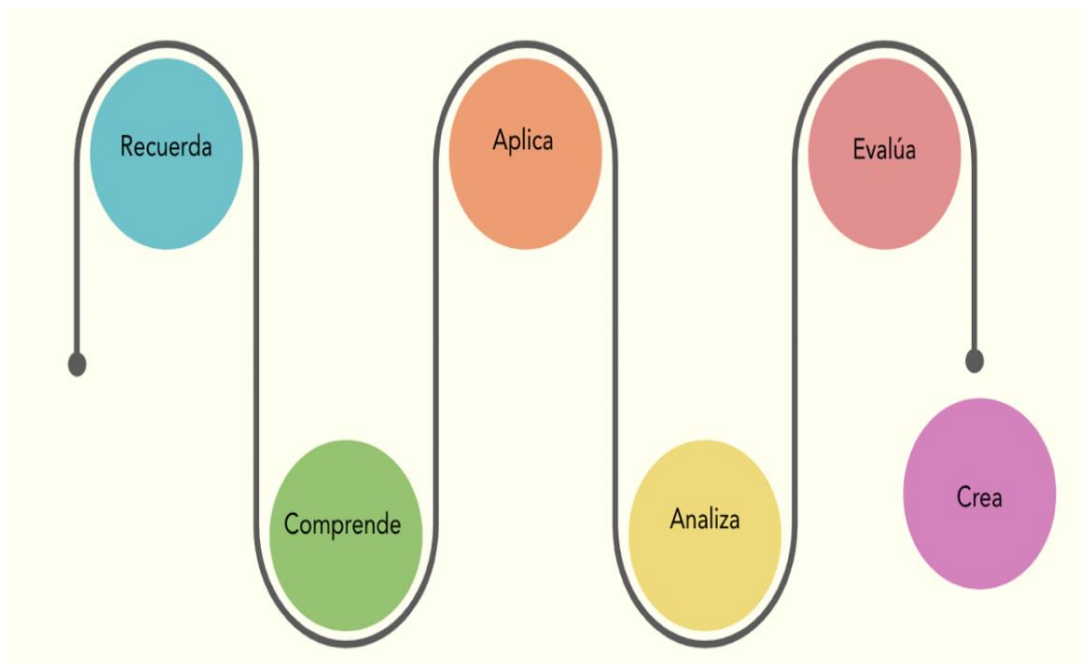 Recuerda
Comprende
Aplica
Analiza
Evalúa
Crea